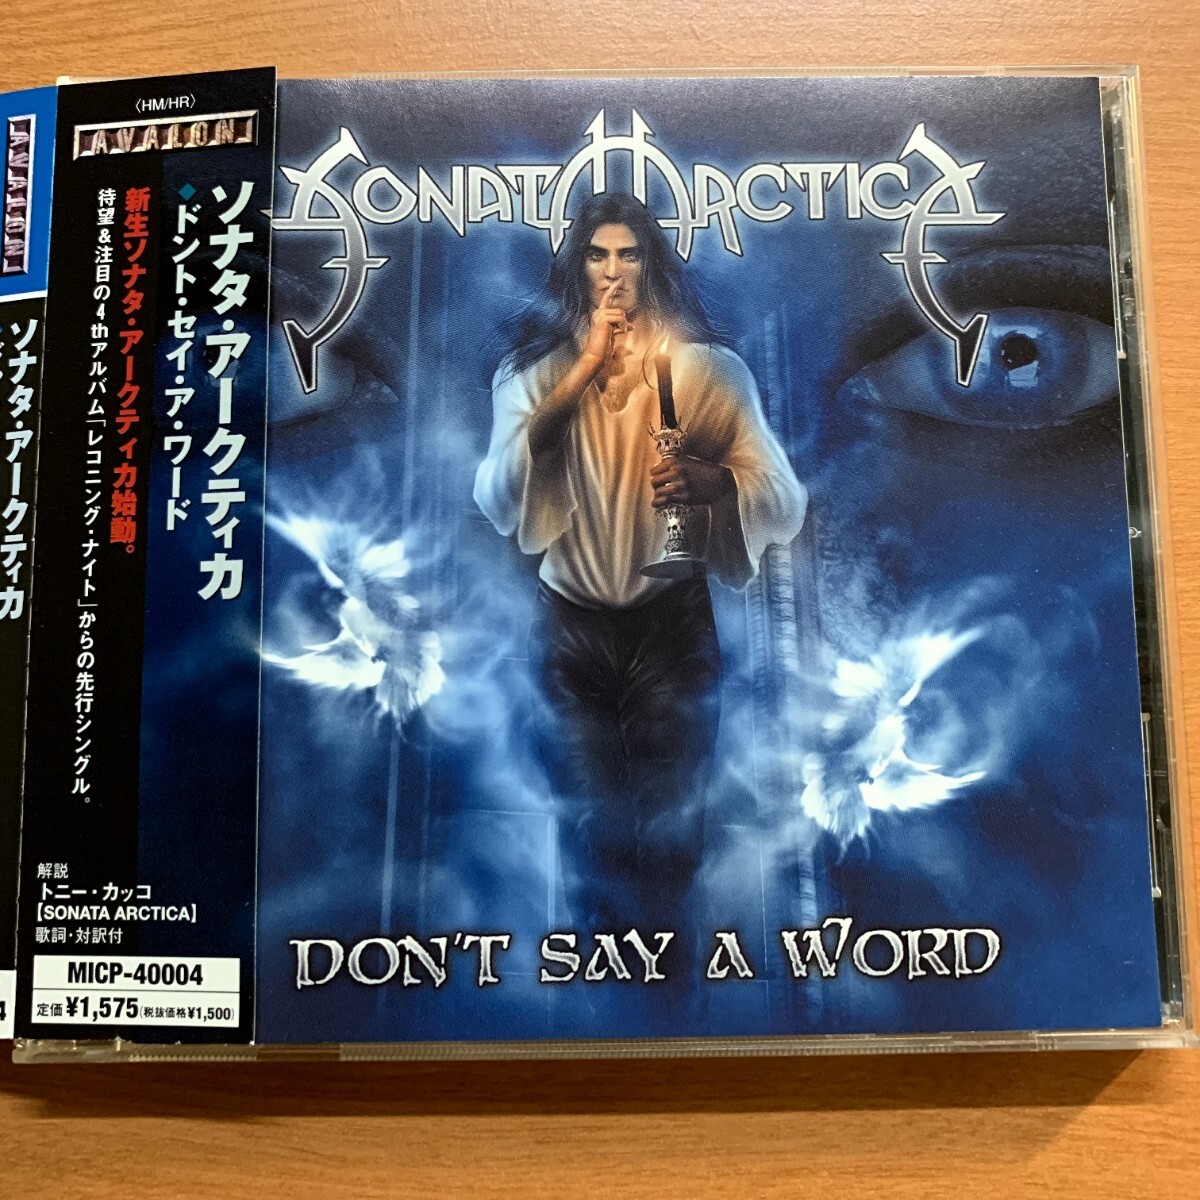 〈HM/HR〉
AVALON
ソナタ・アークティカ
◆ドント・セイ・ア・ワード
新生ソナタ・アークティカ始動。
待望&注目の4thアルバム「レコニング・ナイト」からの先行シングル。
解説
トニー・カッコ
【SONATA ARCTICA】
歌詞・対訳付
MICP-40004
定価¥1,575(税抜価格¥1,500)
AVALON
ソナタ・アークティカ
4
SONATA ARCTICA
DON'T SAY A WORD